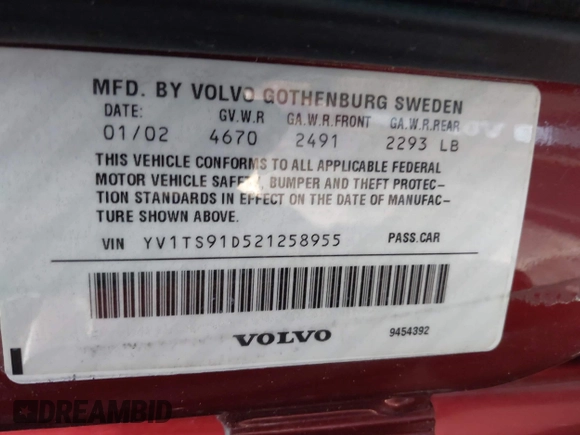 MFD. BY VOLVO GOTHENBURG SWEDEN
DATE: GV.W.R GA.W.R.FRONT GA.W.R.REAR
01/02 4670 2491 2293 LB
THIS VEHICLE CONFORMS TO ALL APPLICABLE FEDERAL
MOTOR VEHICLE SAFETY, BUMPER AND THEFT PROTEC-
TION STANDARDS IN EFFECT ON THE DATE OF MANUFAC-
TURE SHOWN ABOVE.
VIN YV1TS91D521258955 PASS.CAR
VOLVO 9454392
DREAMBID